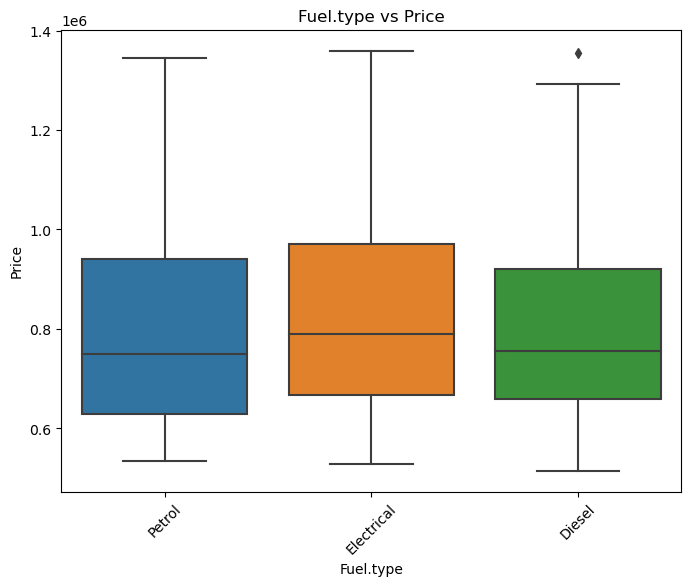 Fuel.type vs Price
1e6
1.4
1.2
1.0
0.8
0.6
Price
Petrol
Electrical
Diesel
Fuel.type